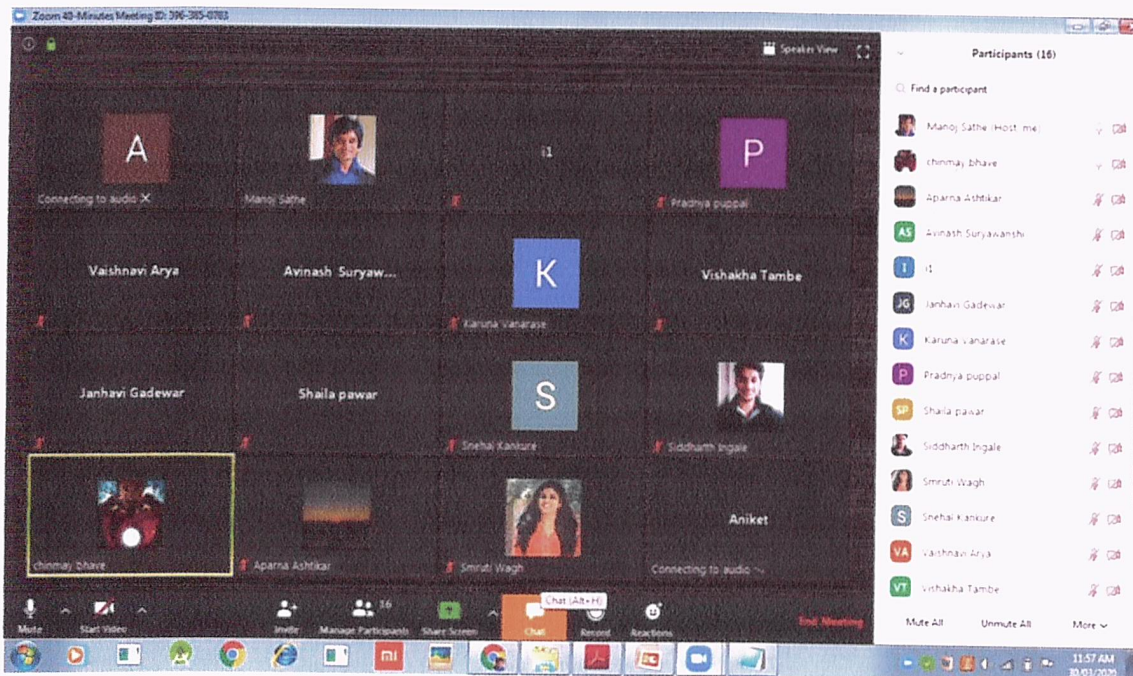 Zoom 40-Minutes Meeting ID: 396-385-0703
Speaker View
A
Connecting to audio
Manoj Sathe
i1
P
Pradnya puppal
Vaishnavi Arya
Avinash Suryaw...
K
Karuna Vanarase
Vishakha Tambe
Janhavi Gadewar
Shaila pawar
S
Snehal Kankure
Siddharth Ingale
chinmay bhave
Aparna Ashtikar
Smruti Wagh
Aniket
Connecting to audio
Mute
Start Video
Invite
16
Manage Participants
Share Screen
Chat
Chat (Alt+H)
Record
Reactions
End Meeting
Participants (16)
Find a participant
Manoj Sathe (Host, me)
chinmay bhave
Aparna Ashtikar
AS Avinash Suryawanshi
I i1
JG Janhavi Gadewar
K Karuna Vanarase
P Pradnya puppal
SP Shaila pawar
Siddharth Ingale
Smruti Wagh
S Snehal Kankure
VA Vaishnavi Arya
VT Vishakha Tambe
Mute All Unmute All More
mi
11:57 AM